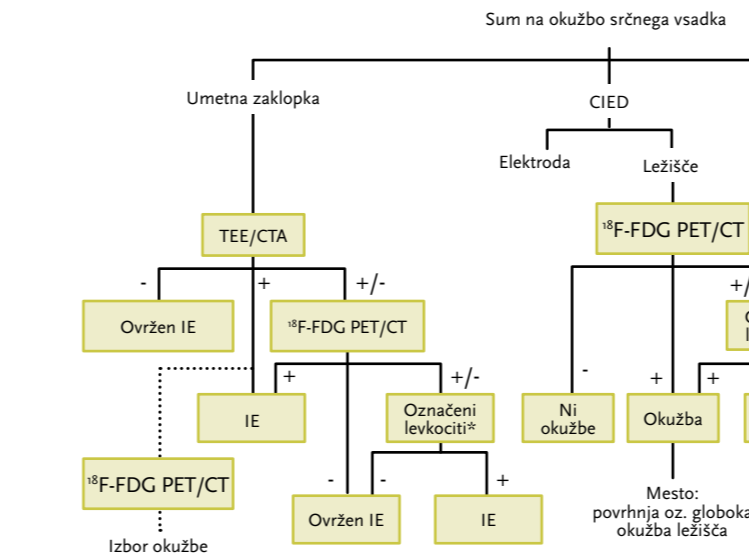 Sum na okužbo srčnega vsadka
Umetna zaklopka
CIED
Elektroda
Ležišče
TEE/CTA
¹⁸F-FDG PET/CT
-
+
+/-
Ovržen IE
¹⁸F-FDG PET/CT
+
+/-
-
+
+
IE
Označeni
levkociti*
Ni
okužbe
Okužba
¹⁸F-FDG PET/CT
-
-
+
Ovržen IE
IE
Mesto:
povrhnja oz. globoka
okužba ležišča
Izbor okužbe